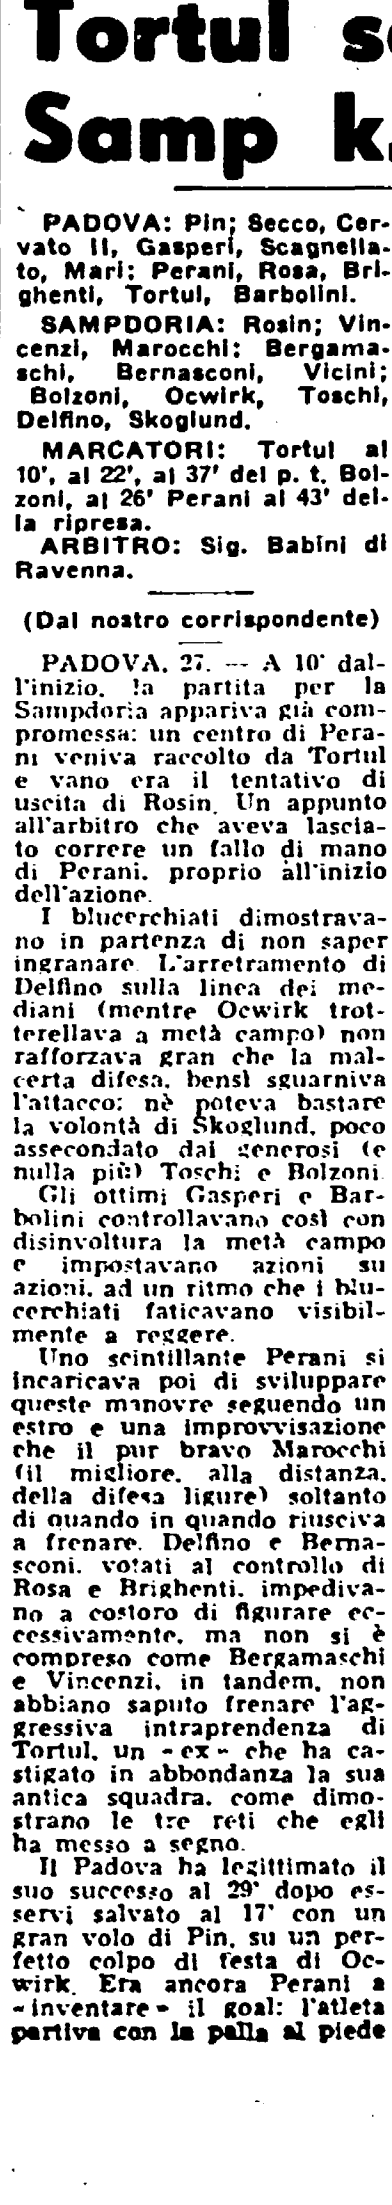 Tortul s
Samp k.
PADOVA: Pin; Secco, Cer-
vato II, Gasperi, Scagnella-
to, Mari; Perani, Rosa, Bri-
ghenti, Tortul, Barbolini.
SAMPDORIA: Rosin; Vin-
cenzi, Marocchi; Bergama-
schi, Bernasconi, Vicini;
Bolzoni, Ocwirk, Toschi,
Delfino, Skoglund.
MARCATORI: Tortul al
10', al 22', al 37' del p. t. Bol-
zoni, al 26' Perani al 43' del-
la ripresa.
ARBITRO: Sig. Babini di
Ravenna.
(Dal nostro corrispondente)
PADOVA, 27. — A 10' dal-
l'inizio, la partita per la
Sampdoria appariva già com-
promessa: un centro di Pera-
ni veniva raccolto da Tortul
e vano era il tentativo di
uscita di Rosin. Un appunto
all'arbitro che aveva lascia-
to correre un fallo di mano
di Perani, proprio all'inizio
dell'azione.
I blucerchiati dimostrava-
no in partenza di non saper
ingranare. L'arretramento di
Delfino sulla linea dei me-
diani (mentre Ocwirk trot-
terellava a metà campo) non
rafforzava gran che la mal-
certa difesa, bensì sguarniva
l'attacco; nè poteva bastare
la volontà di Skoglund, poco
assecondato dai generosi (e
nulla più) Toschi e Bolzoni.
Gli ottimi Gasperi e Bar-
bolini controllavano così con
disinvoltura la metà campo
e impostavano azioni su
azioni, ad un ritmo che i blu-
cerchiati faticavano visibil-
mente a reggere.
Uno scintillante Perani si
incaricava poi di sviluppare
queste manovre seguendo un
estro e una improvvisazione
che il pur bravo Marocchi
(il migliore, alla distanza,
della difesa ligure) soltanto
di quando in quando riusciva
a frenare. Delfino e Berna-
sconi, votati al controllo di
Rosa e Brighenti, impediva-
no a costoro di figurare ec-
cessivamente, ma non si è
compreso come Bergamaschi
e Vincenzi, in tandem, non
abbiano saputo frenare l'ag-
gressiva intraprendenza di
Tortul, un «ex» che ha ca-
stigato in abbondanza la sua
antica squadra, come dimo-
strano le tre reti che egli
ha messo a segno.
Il Padova ha legittimato il
suo successo al 29' dopo es-
servi salvato al 17' con un
gran volo di Pin, su un per-
fetto colpo di testa di Oc-
wirk. Era ancora Perani a
«inventare» il goal: l'atleta
partiva con la palla al piede